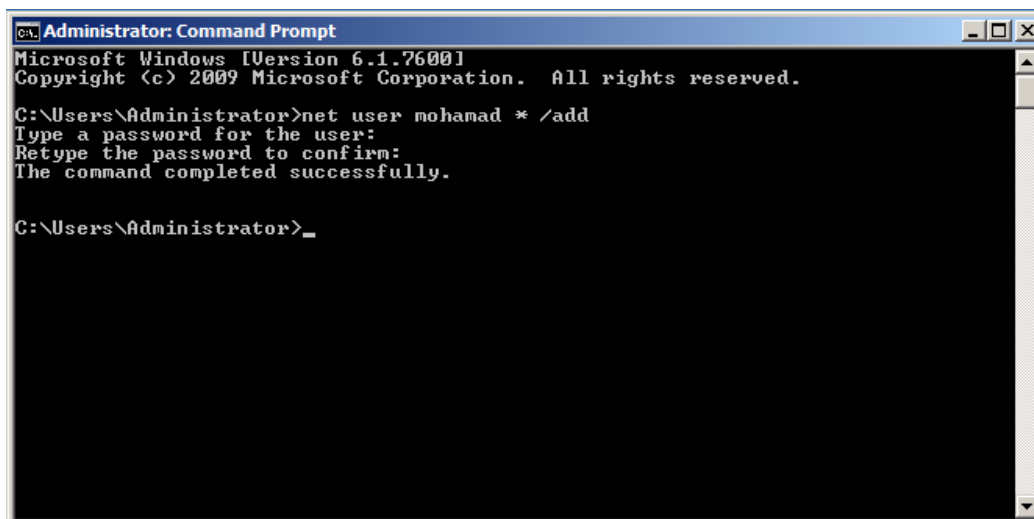 Administrator: Command Prompt
Microsoft Windows [Version 6.1.7600]
Copyright (c) 2009 Microsoft Corporation.  All rights reserved.
C:\Users\Administrator>net user mohamad * /add
Type a password for the user:
Retype the password to confirm:
The command completed successfully.
C:\Users\Administrator>_